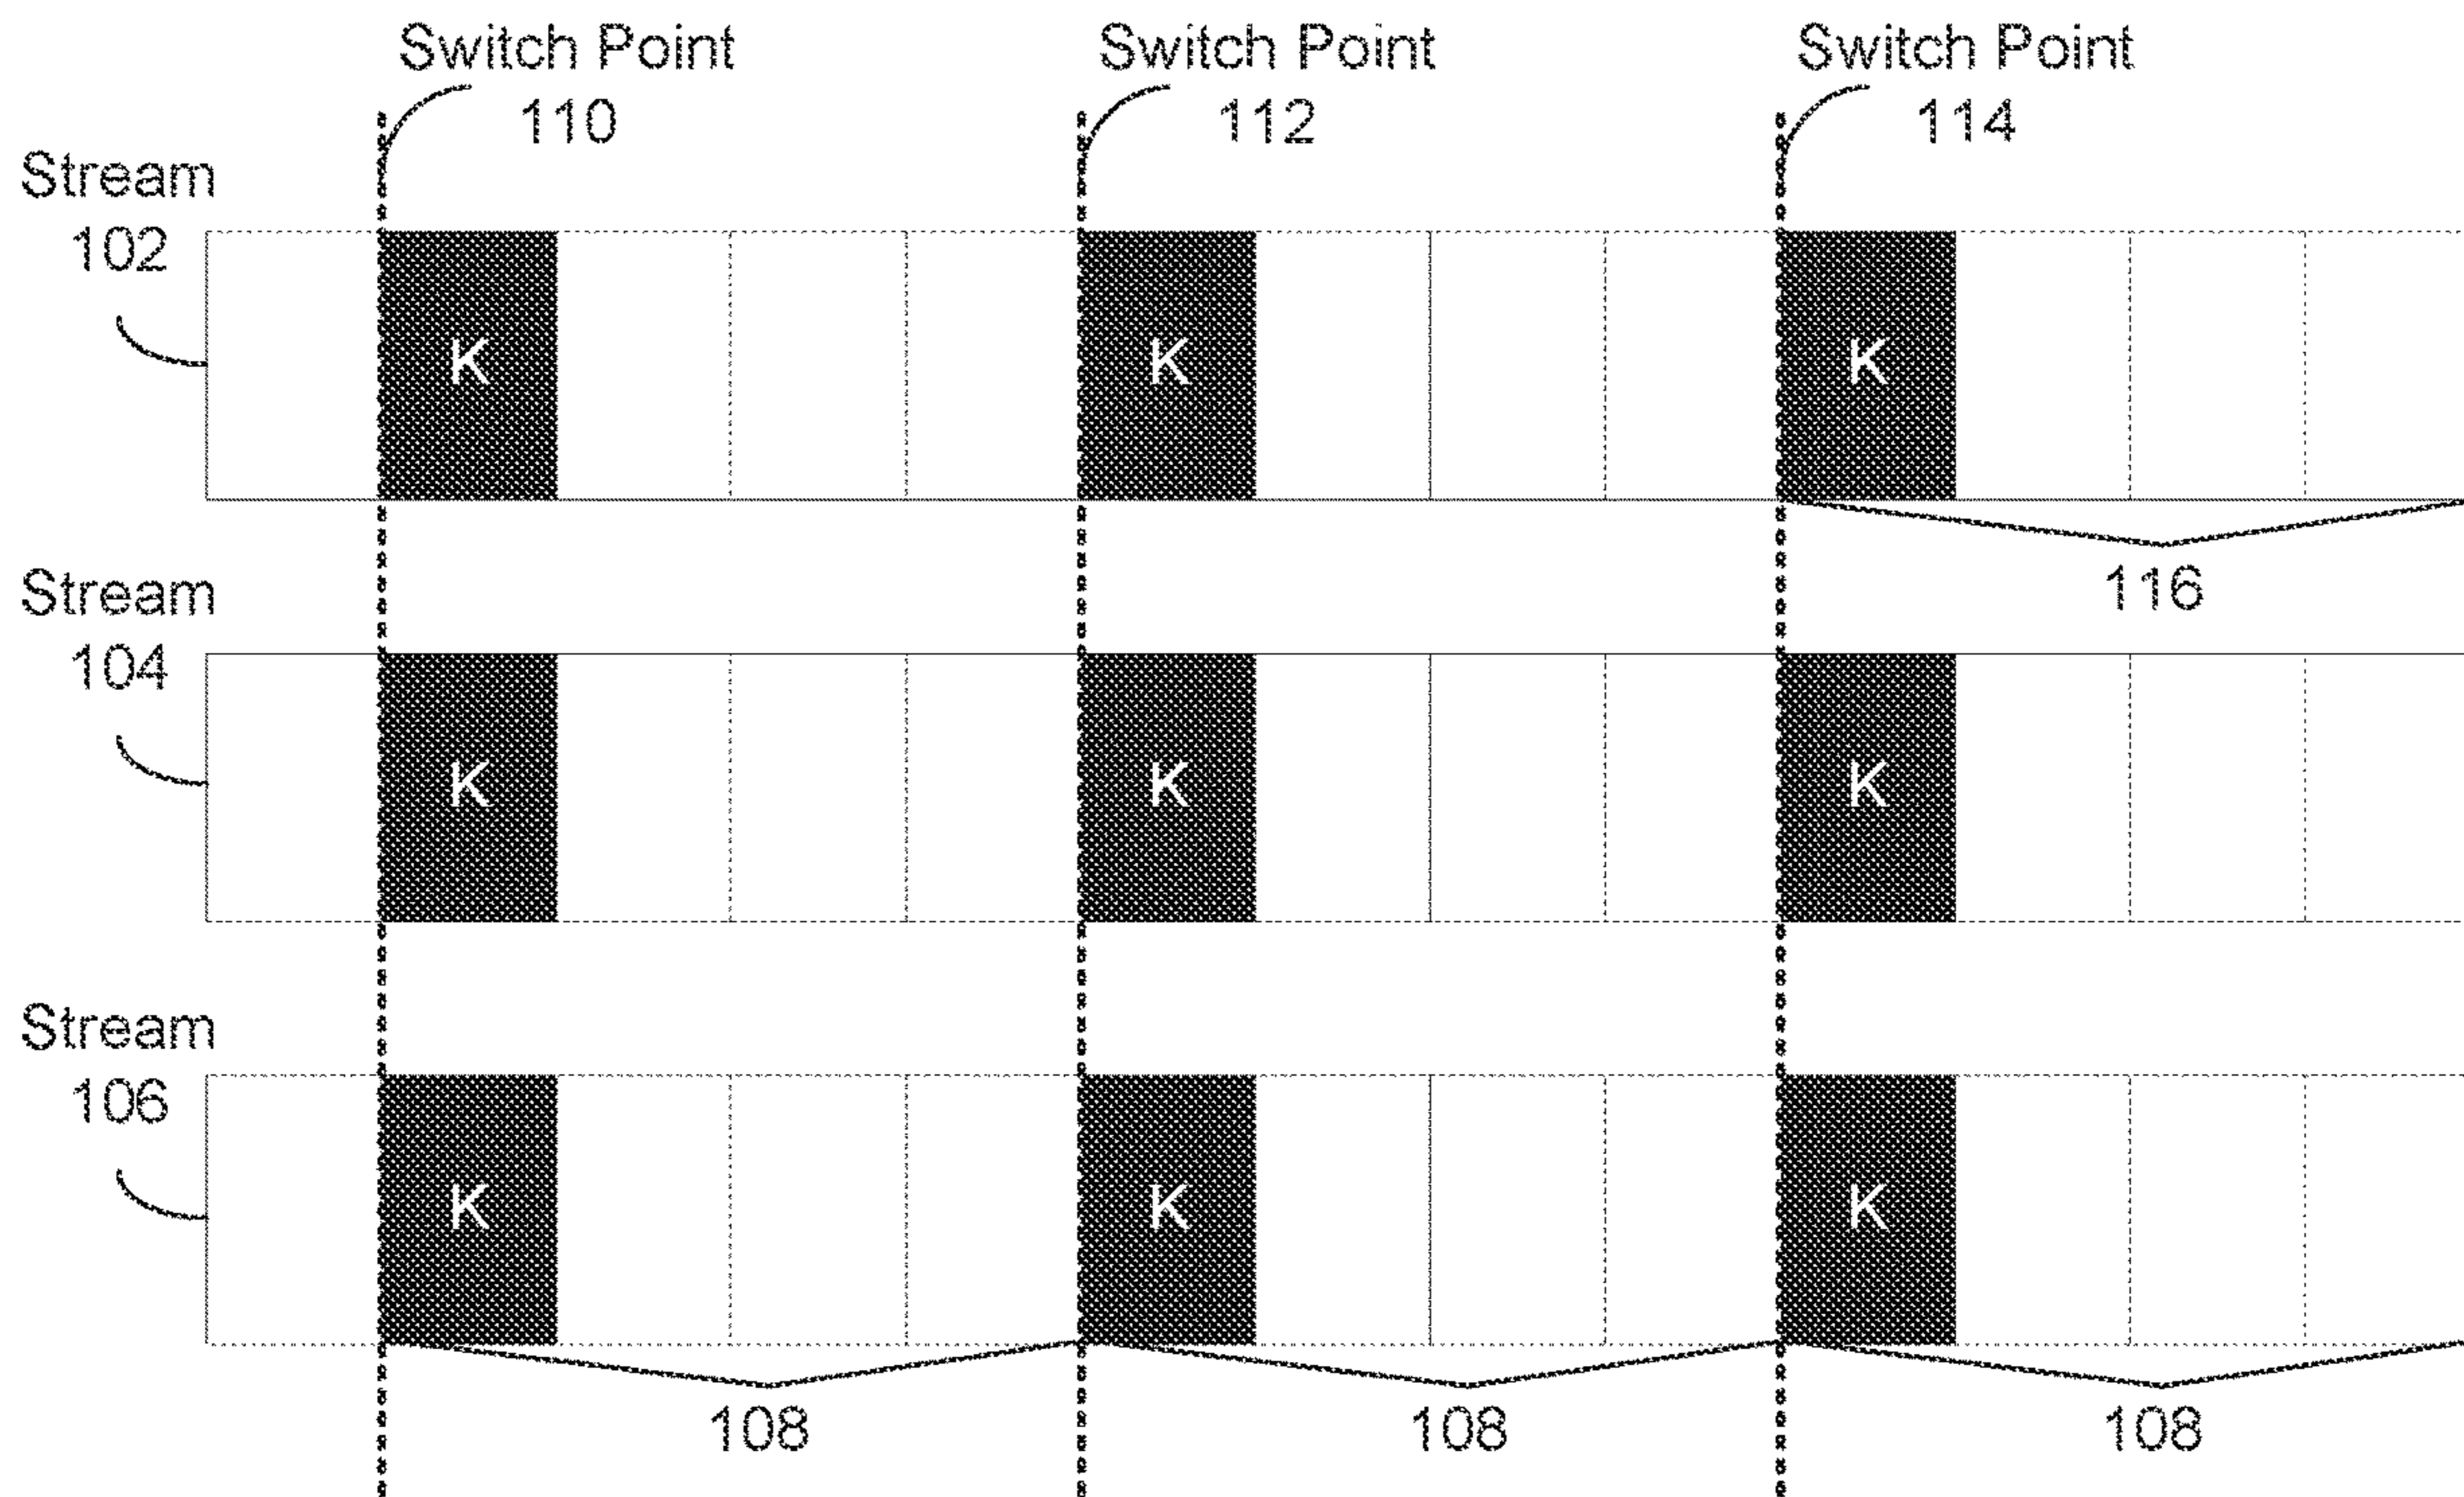 Switch Point
110
Switch Point
112
Switch Point
114
Stream
102
K
K
K
116
Stream
104
K
K
K
Stream
106
K
K
K
108
108
108